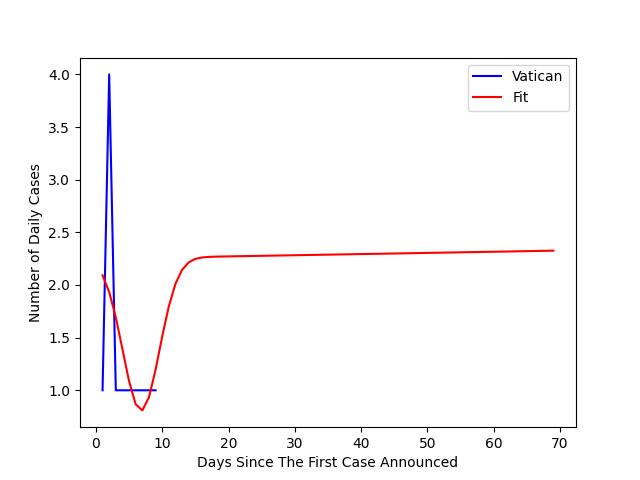 Vatican
Fit
Number of Daily Cases
4.0
3.5
3.0
2.5
2.0
1.5
1.0
0 10 20 30 40 50 60 70
Days Since The First Case Announced